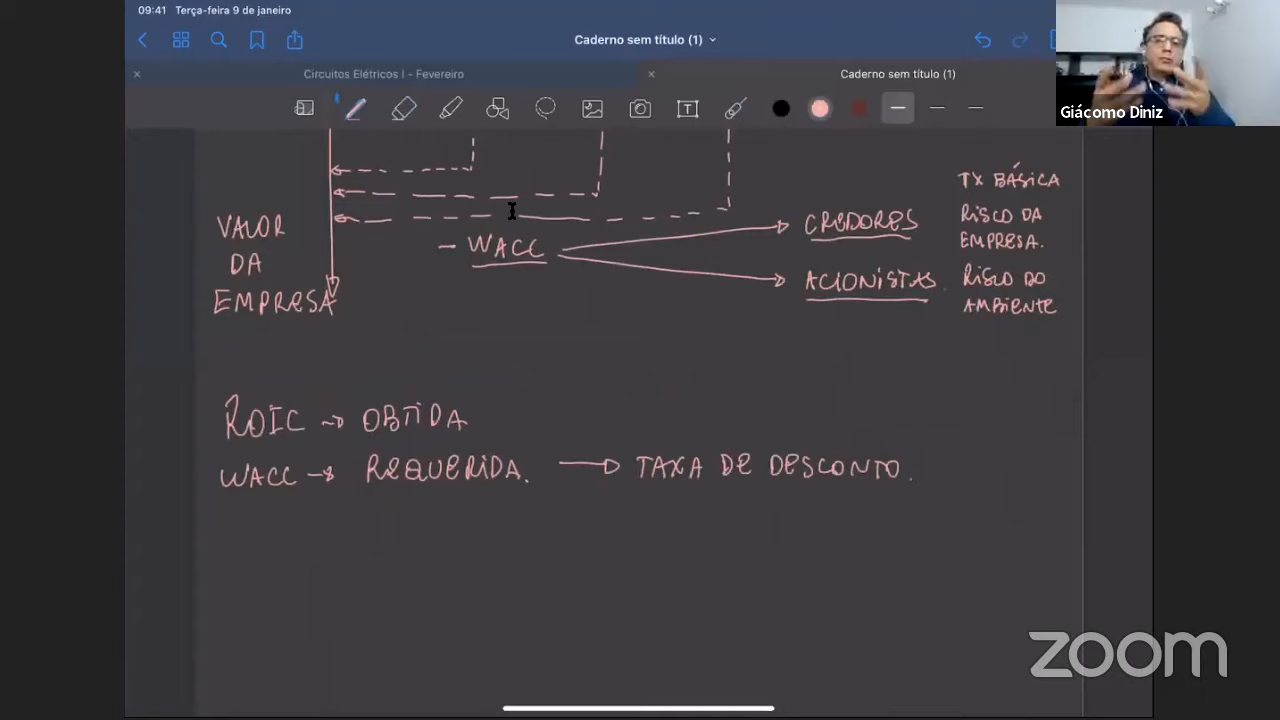 09:41 Terça-feira 9 de janeiro
Caderno sem título (1)
Circuitos Elétricos I - Fevereiro
Caderno sem título (1)
T
Giácomo Diniz
TX BÁSICA
VALOR
DA
EMPRESA
- WACC
CREDORES
ACIONISTAS
RISCO DA
EMPRESA.
RISCO DO
AMBIENTE
ROIC → OBTIDA
WACC → REQUERIDA. → TAXA DE DESCONTO.
zoom